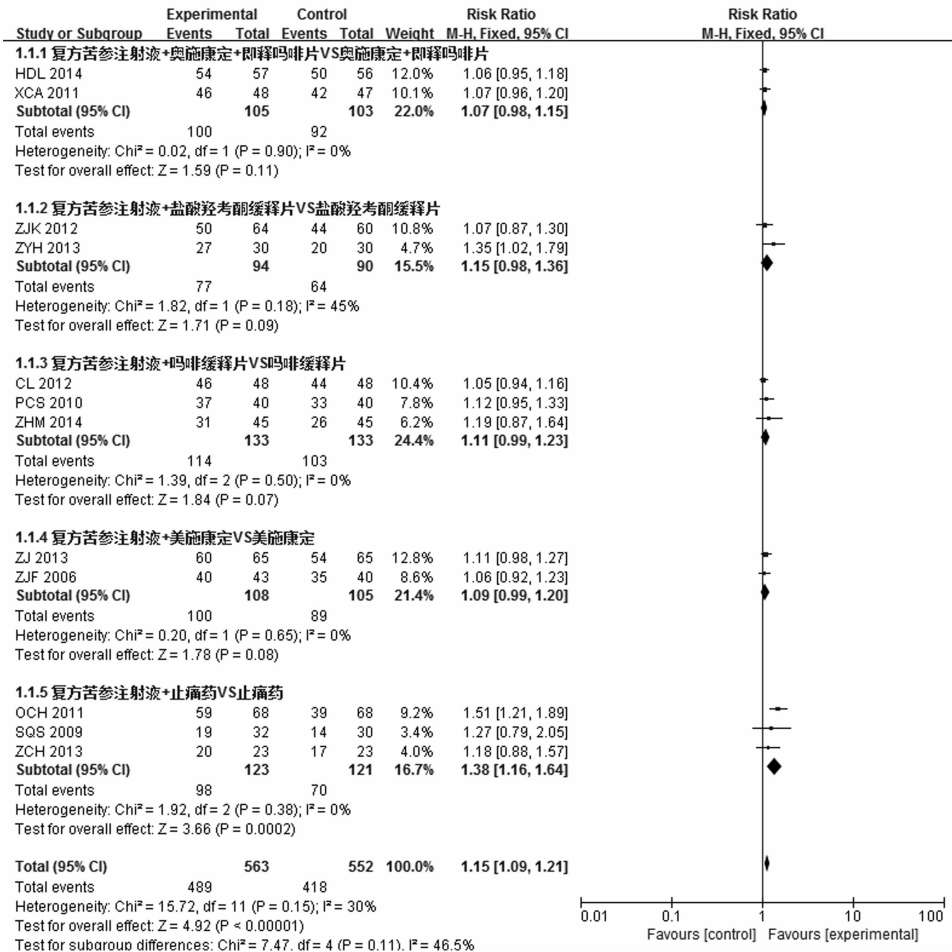 Experimental Control Risk Ratio Risk Ratio
Study or Subgroup Events Total Events Total Weight M-H, Fixed, 95% CI M-H, Fixed, 95% CI
1.1.1 复方苦参注射液+奥施康定+即释吗啡片VS奥施康定+即释吗啡片
HDL 2014 54 57 50 56 12.0% 1.06 [0.95, 1.18]
XCA 2011 46 48 42 47 10.1% 1.07 [0.96, 1.20]
Subtotal (95% CI) 105 103 22.0% 1.07 [0.98, 1.15]
Total events 100 92
Heterogeneity: Chi² = 0.02, df = 1 (P = 0.90); I² = 0%
Test for overall effect: Z = 1.59 (P = 0.11)
1.1.2 复方苦参注射液+盐酸羟考酮缓释片VS盐酸羟考酮缓释片
ZJK 2012 50 64 44 60 10.8% 1.07 [0.87, 1.30]
ZYH 2013 27 30 20 30 4.7% 1.35 [1.02, 1.79]
Subtotal (95% CI) 94 90 15.5% 1.15 [0.98, 1.36]
Total events 77 64
Heterogeneity: Chi² = 1.82, df = 1 (P = 0.18); I² = 45%
Test for overall effect: Z = 1.71 (P = 0.09)
1.1.3 复方苦参注射液+吗啡缓释片VS吗啡缓释片
CL 2012 46 48 44 48 10.4% 1.05 [0.94, 1.16]
PCS 2010 37 40 33 40 7.8% 1.12 [0.95, 1.33]
ZHM 2014 31 45 26 45 6.2% 1.19 [0.87, 1.64]
Subtotal (95% CI) 133 133 24.4% 1.11 [0.99, 1.23]
Total events 114 103
Heterogeneity: Chi² = 1.39, df = 2 (P = 0.50); I² = 0%
Test for overall effect: Z = 1.84 (P = 0.07)
1.1.4 复方苦参注射液+美施康定VS美施康定
ZJ 2013 60 65 54 65 12.8% 1.11 [0.98, 1.27]
ZJF 2006 40 43 35 40 8.6% 1.06 [0.92, 1.23]
Subtotal (95% CI) 108 105 21.4% 1.09 [0.99, 1.20]
Total events 100 89
Heterogeneity: Chi² = 0.20, df = 1 (P = 0.65); I² = 0%
Test for overall effect: Z = 1.78 (P = 0.08)
1.1.5 复方苦参注射液+止痛药VS止痛药
OCH 2011 59 68 39 68 9.2% 1.51 [1.21, 1.89]
SQS 2009 19 32 14 30 3.4% 1.27 [0.79, 2.05]
ZCH 2013 20 23 17 23 4.0% 1.18 [0.88, 1.57]
Subtotal (95% CI) 123 121 16.7% 1.38 [1.16, 1.64]
Total events 98 70
Heterogeneity: Chi² = 1.92, df = 2 (P = 0.38); I² = 0%
Test for overall effect: Z = 3.66 (P = 0.0002)
Total (95% CI) 563 552 100.0% 1.15 [1.09, 1.21]
Total events 489 418
Heterogeneity: Chi² = 15.72, df = 11 (P = 0.15); I² = 30%
Test for overall effect: Z = 4.92 (P < 0.00001)
Test for subgroup differences: Chi² = 7.47, df = 4 (P = 0.11), I² = 46.5%
0.01 0.1 1 10 100
Favours [control] Favours [experimental]